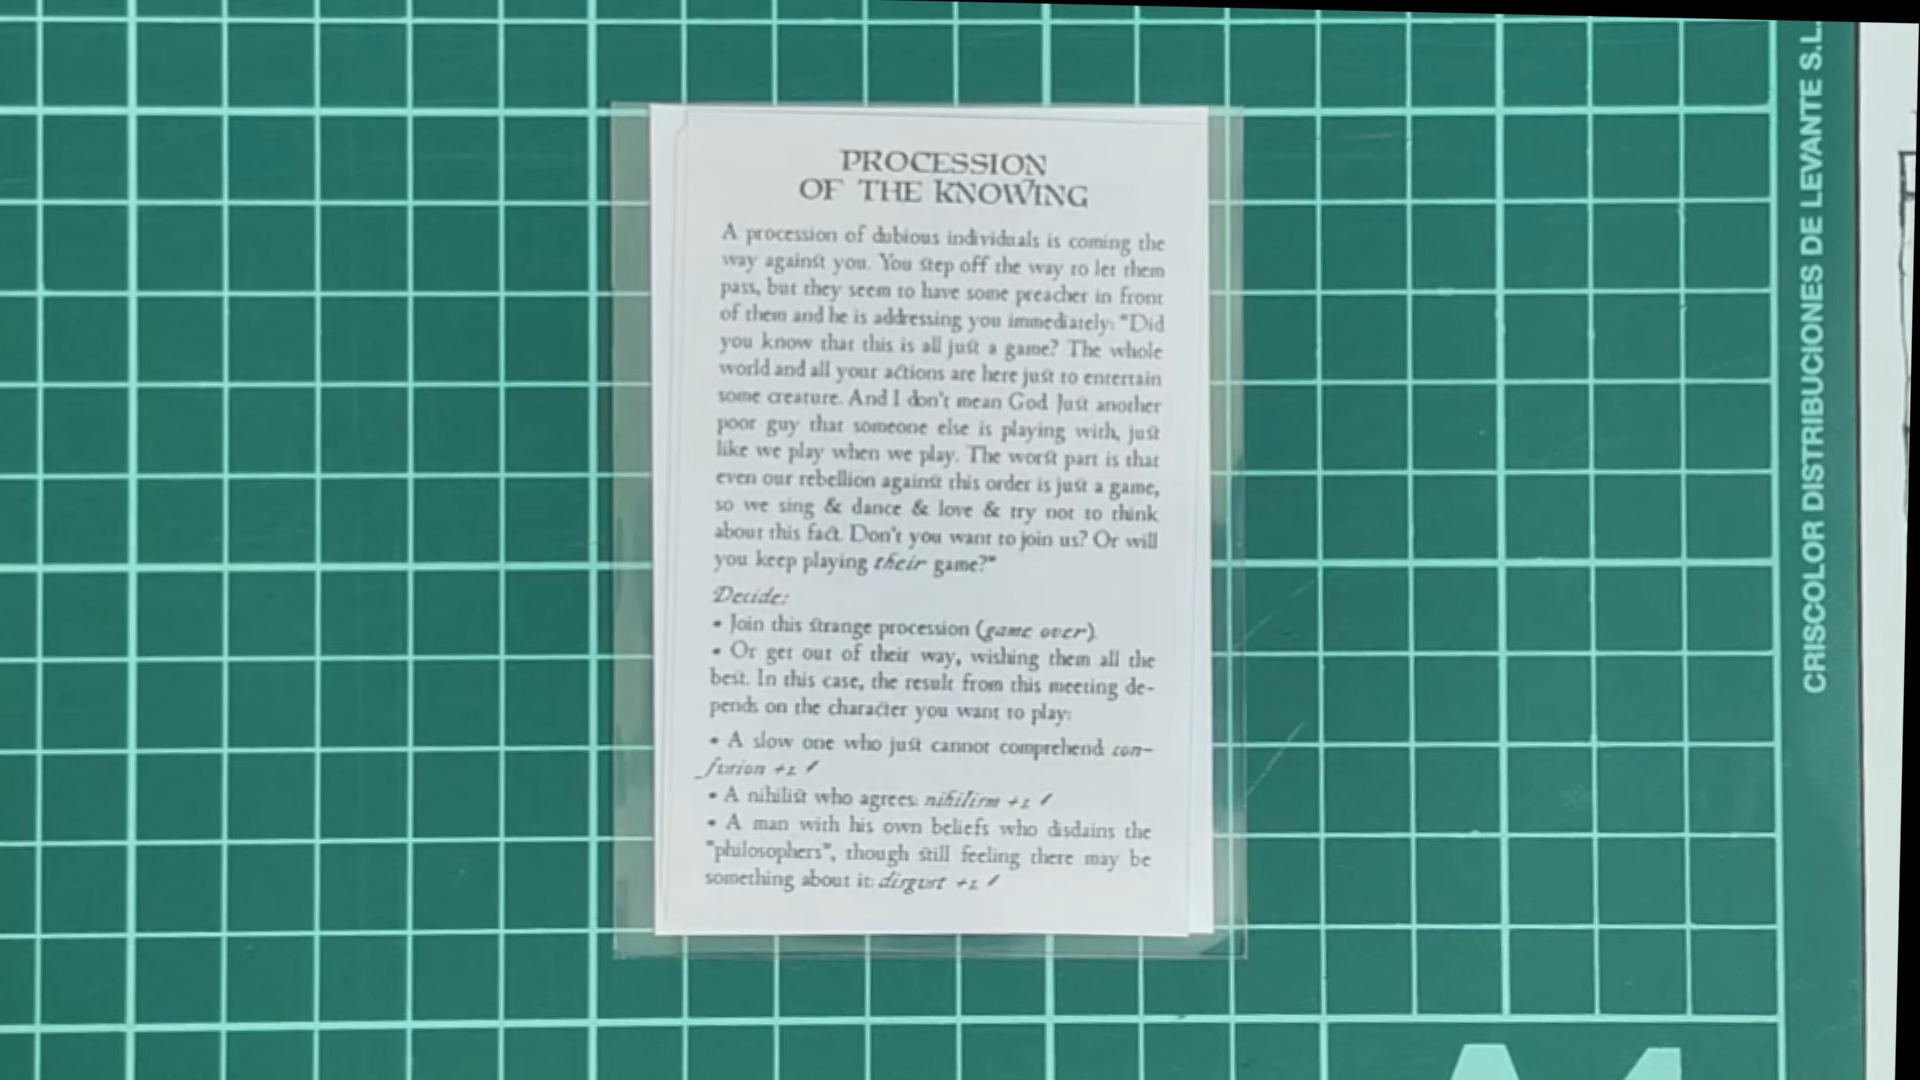 PROCESSION
OF THE KNOWING
A procession of dubious individuals is coming the
way against you. You step off the way to let them
pass, but they seem to have some preacher in front
of them and he is addressing you immediately: "Did
you know that this is all just a game? The whole
world and all your actions are here just to entertain
some creature. And I don't mean God. Just another
poor guy that someone else is playing with, just
like we play when we play. The worst part is that
even our rebellion against this order is just a game,
so we sing & dance & love & try not to think
about this fact. Don't you want to join us? Or will
you keep playing their game?"
Decide:
• Join this strange procession (game over).
• Or get out of their way, wishing them all the
best. In this case, the result from this meeting de-
pends on the character you want to play:
• A slow one who just cannot comprehend: con-
fusion +1
• A nihilist who agrees: nihilism +1
• A man with his own beliefs who disdains the
"philosophers", though still feeling there may be
something about it: disgust +1
CRISCOLOR DISTRIBUCIONES DE LEVANTE S.L.